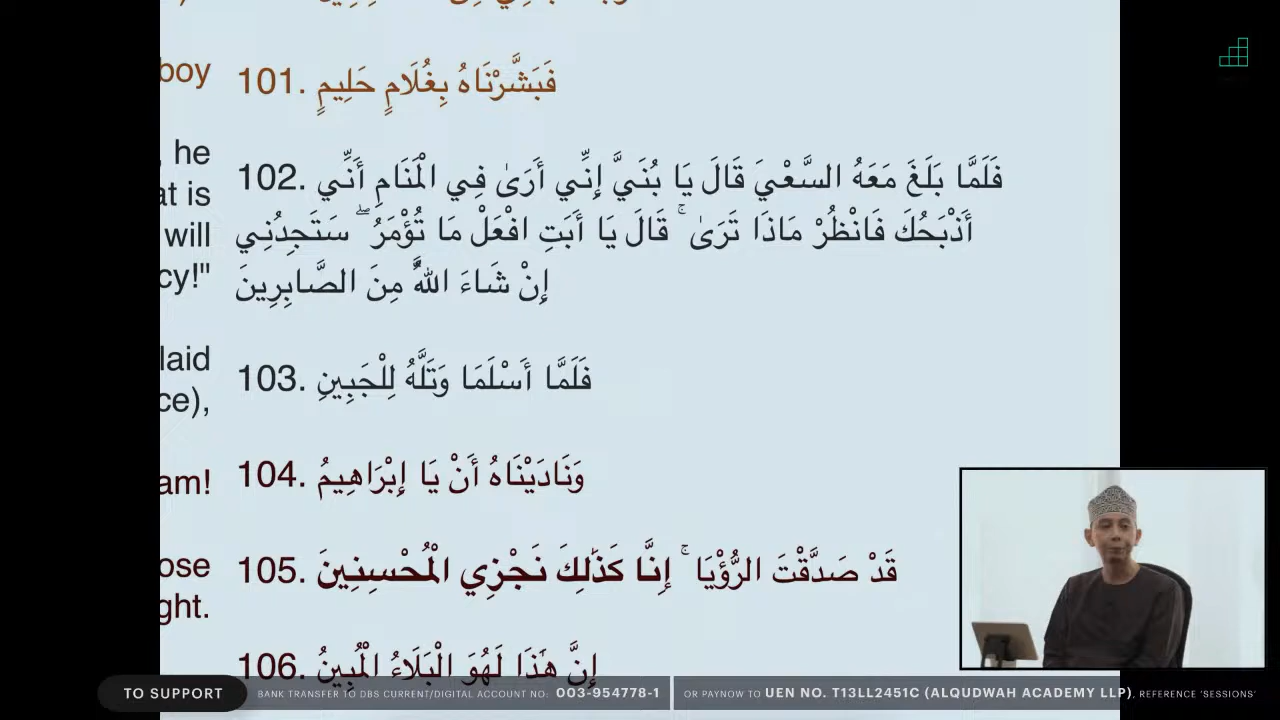 boy
101. فَبَشَّرْنَاهُ بِغُلَامٍ حَلِيمٍ
, he
at is
will
cy!"
102. فَلَمَّا بَلَغَ مَعَهُ السَّعْيَ قَالَ يَا بُنَيَّ إِنِّي أَرَىٰ فِي الْمَنَامِ أَنِّي
أَذْبَحُكَ فَانْظُرْ مَاذَا تَرَىٰ ۚ قَالَ يَا أَبَتِ افْعَلْ مَا تُؤْمَرُ ۖ سَتَجِدُنِي
إِنْ شَاءَ اللَّهُ مِنَ الصَّابِرِينَ
laid
ce),
103. فَلَمَّا أَسْلَمَا وَتَلَّهُ لِلْجَبِينِ
am!
104. وَنَادَيْنَاهُ أَنْ يَا إِبْرَاهِيمُ
ose
ght.
105. قَدْ صَدَّقْتَ الرُّؤْيَا ۚ إِنَّا كَذَٰلِكَ نَجْزِي الْمُحْسِنِينَ
106. إِنَّ هَٰذَا لَهُوَ الْبَلَاءُ الْمُبِينُ
TO SUPPORT
BANK TRANSFER TO DBS CURRENT/DIGITAL ACCOUNT NO: 003-954778-1
OR PAYNOW TO UEN NO. T13LL2451C (ALQUDWAH ACADEMY LLP), REFERENCE 'SESSIONS'